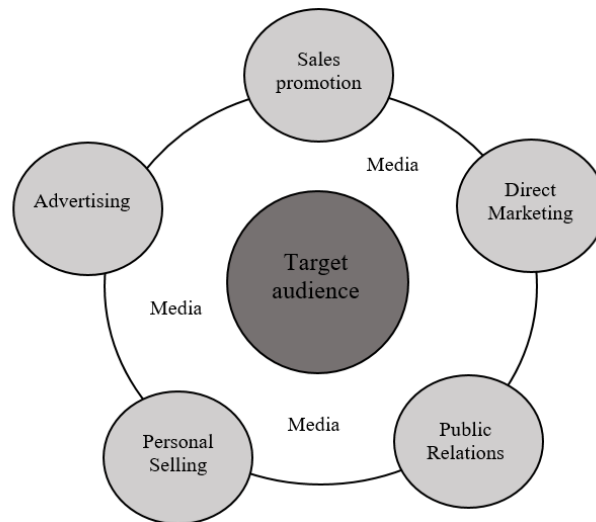 Sales
promotion
Media
Advertising
Direct
Marketing
Target
audience
Media
Media
Personal
Selling
Public
Relations